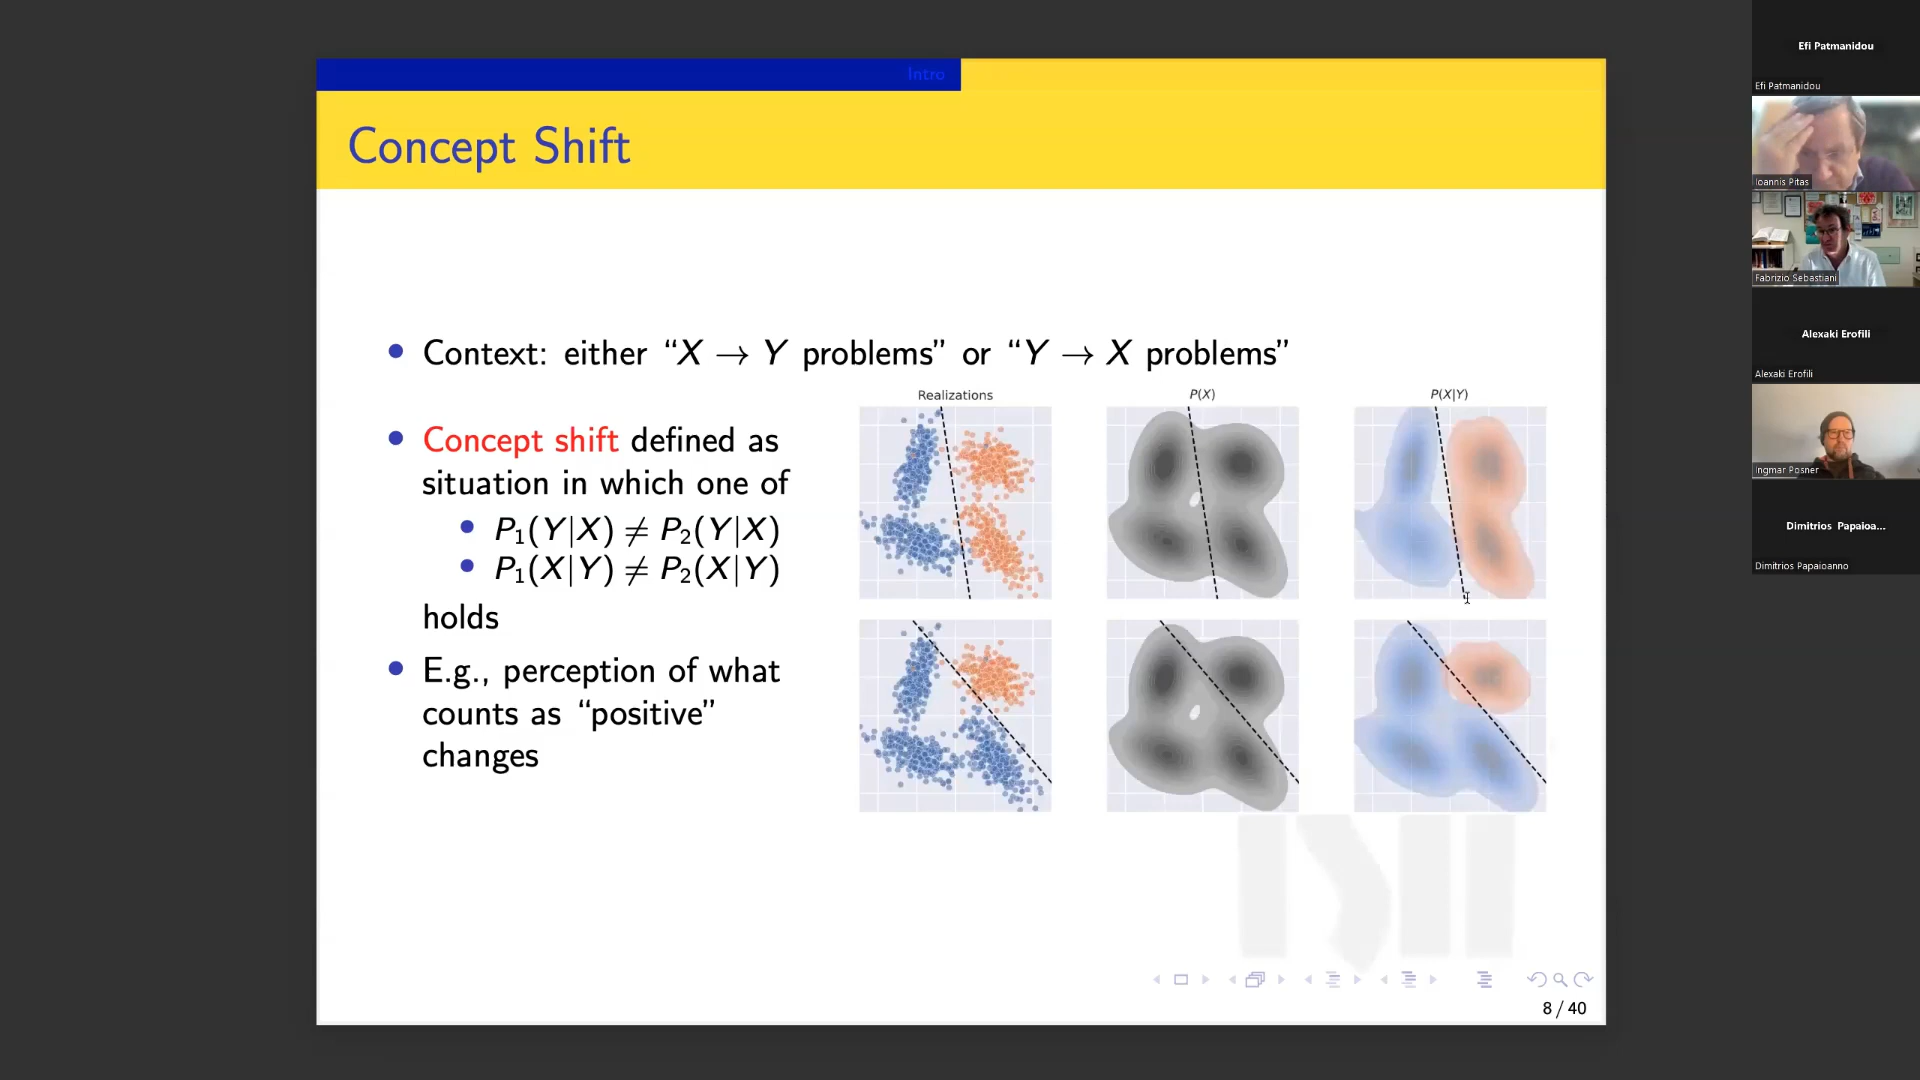 Intro
Concept Shift
• Context: either “X → Y problems” or “Y → X problems”
• Concept shift defined as
situation in which one of
• P₁(Y|X) ≠ P₂(Y|X)
• P₁(X|Y) ≠ P₂(X|Y)
holds
• E.g., perception of what
counts as “positive”
changes
Realizations
P(X)
P(X|Y)
8 / 40
Efi Patmanidou
Efi Patmanidou
Ioannis Pitas
Fabrizio Sebastiani
Alexaki Erofili
Alexaki Erofili
Ingmar Posner
Dimitrios Papaioa...
Dimitrios Papaioanno